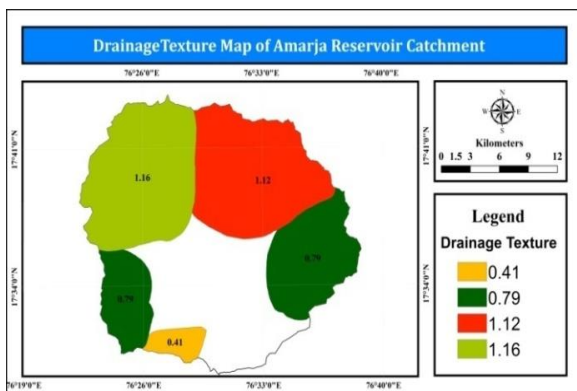 DrainageTexture Map of Amarja Reservoir Catchment
76°26'0"E 76°33'0"E 76°40'0"E
17°41'0"N
17°34'0"N
1.16
1.12
0.79
0.79
0.41
17°41'0"N
17°34'0"N
76°19'0"E 76°26'0"E 76°33'0"E 76°40'0"E
N
W E
S
Kilometers
0 1.5 3 6 9 12
Legend
Drainage Texture
0.41
0.79
1.12
1.16